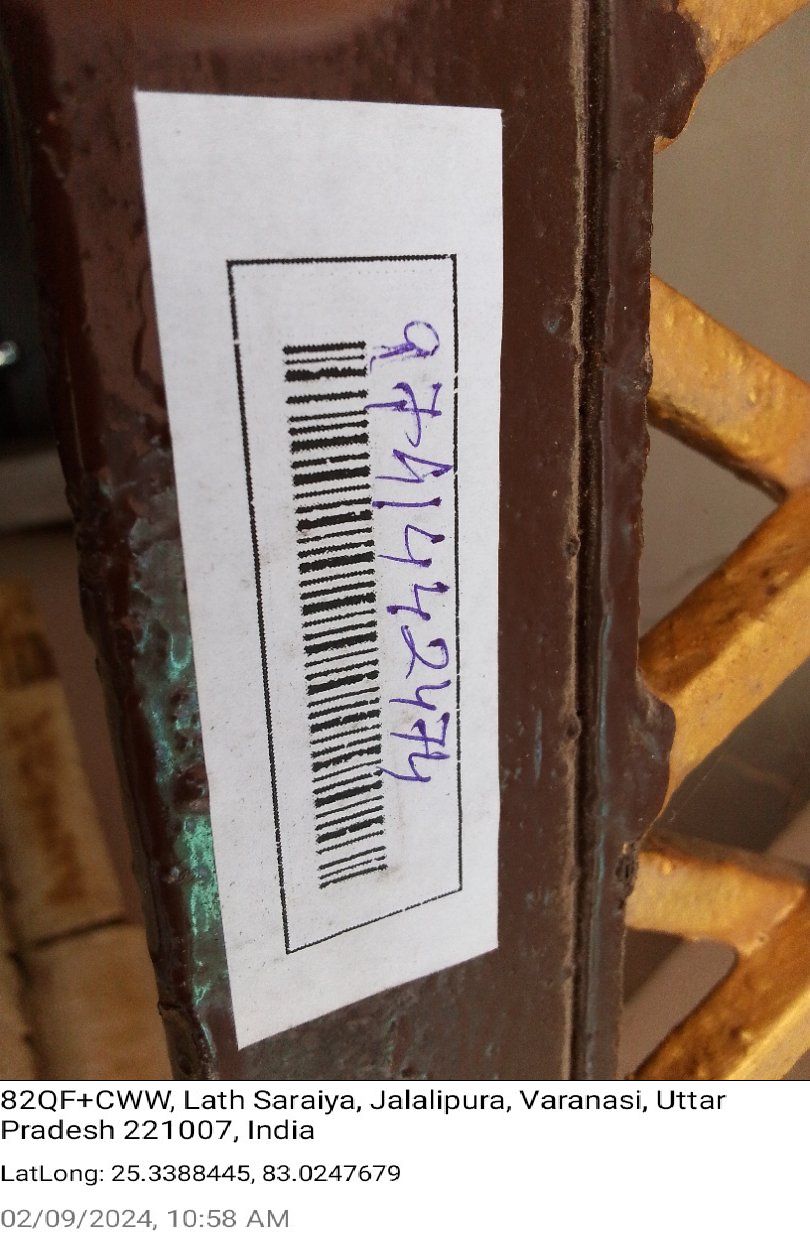 9741442474
82QF+CWW, Lath Saraiya, Jalalipura, Varanasi, Uttar
Pradesh 221007, India
LatLong: 25.3388445, 83.0247679
02/09/2024, 10:58 AM